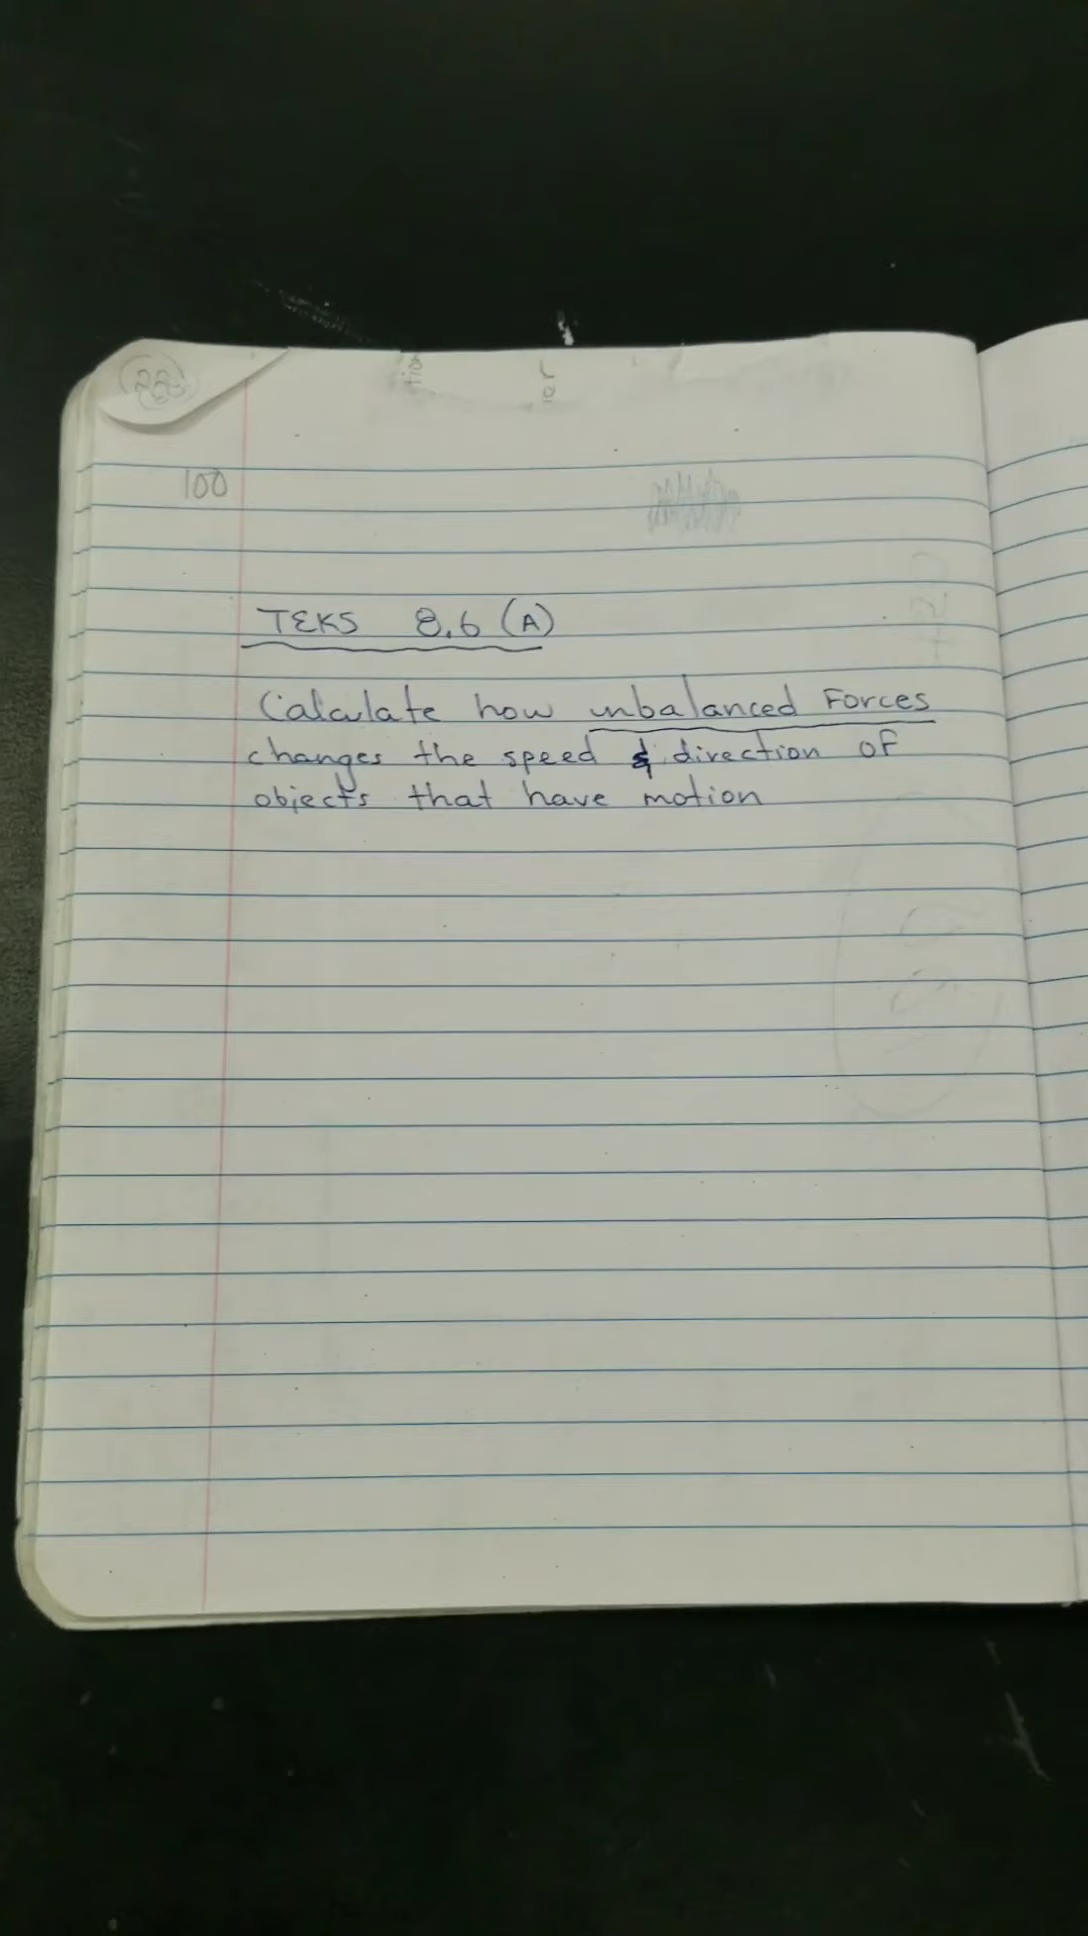 100
TEKS 8.6 (A)
Calculate how unbalanced Forces
changes the speed & direction of
objects that have motion